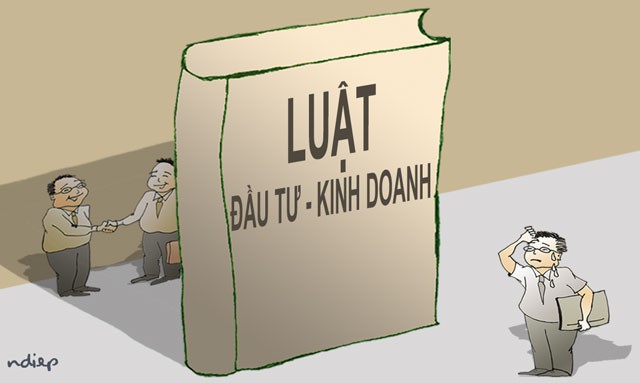 LUẬT
ĐẦU TƯ - KINH DOANH
ndiep